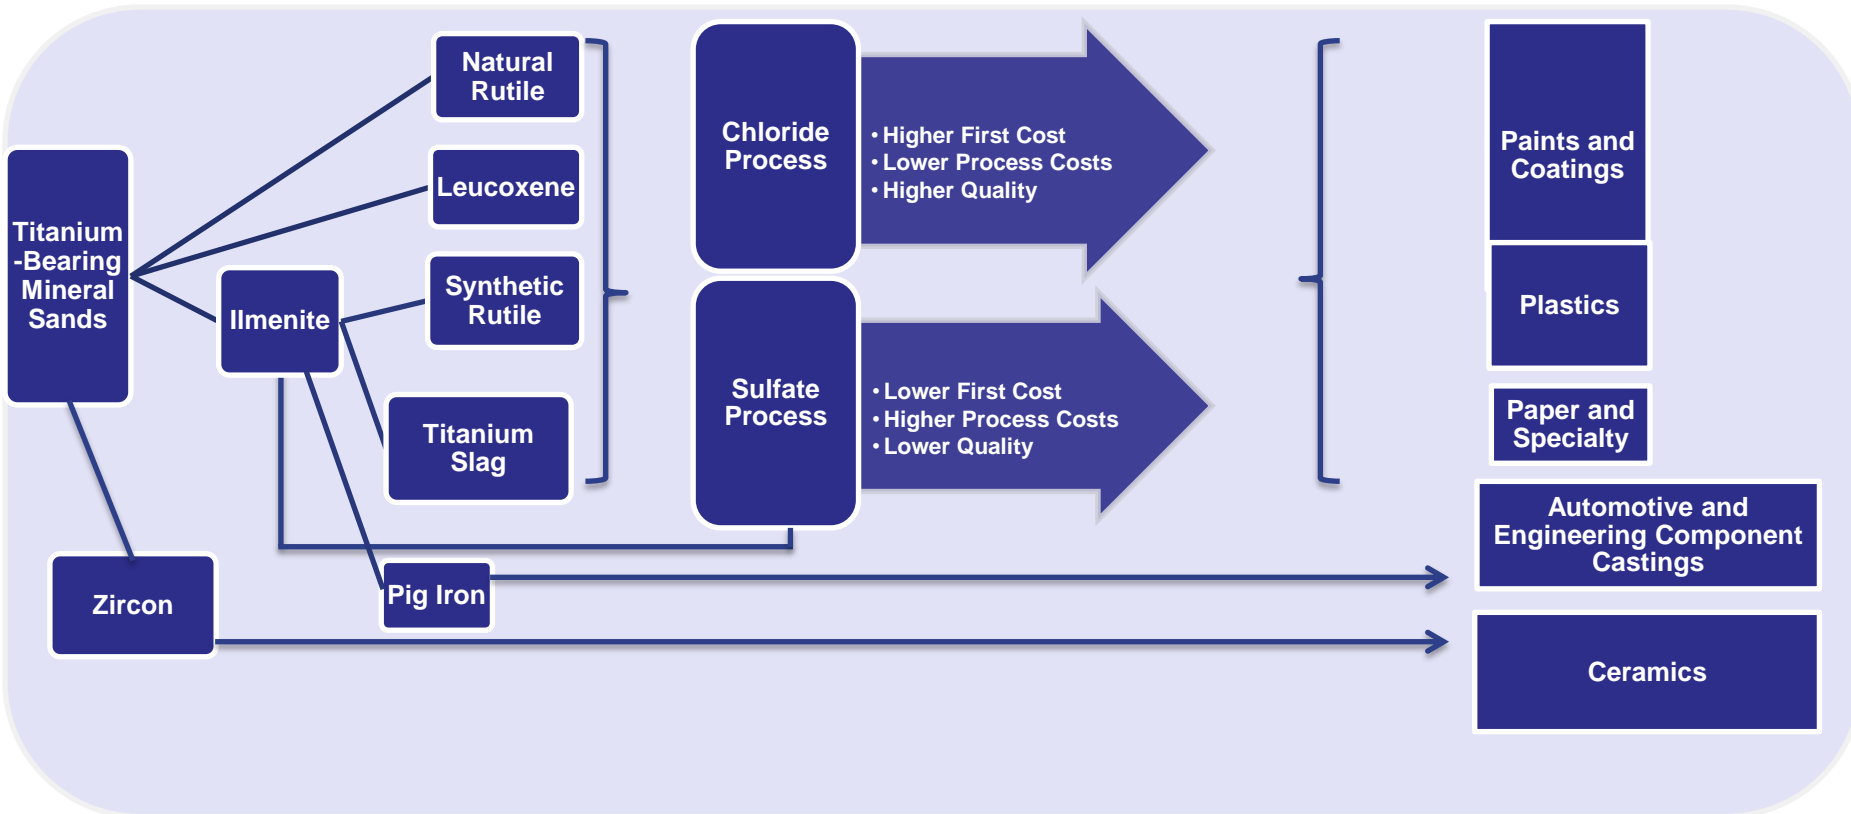 Titanium
-Bearing
Mineral
Sands
Natural
Rutile
Leucoxene
Ilmenite
Synthetic
Rutile
Titanium
Slag
Zircon
Pig Iron
Chloride
Process
• Higher First Cost
• Lower Process Costs
• Higher Quality
Sulfate
Process
• Lower First Cost
• Higher Process Costs
• Lower Quality
Paints and
Coatings
Plastics
Paper and
Specialty
Automotive and
Engineering Component
Castings
Ceramics